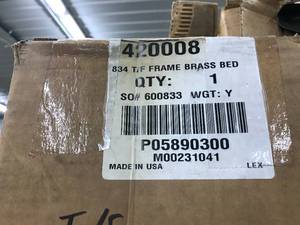 420008
834 T/F FRAME BRASS BED
QTY: 1
SO# 600833 WGT: Y
P05890300
M00231041
MADE IN USA LEX
T/S